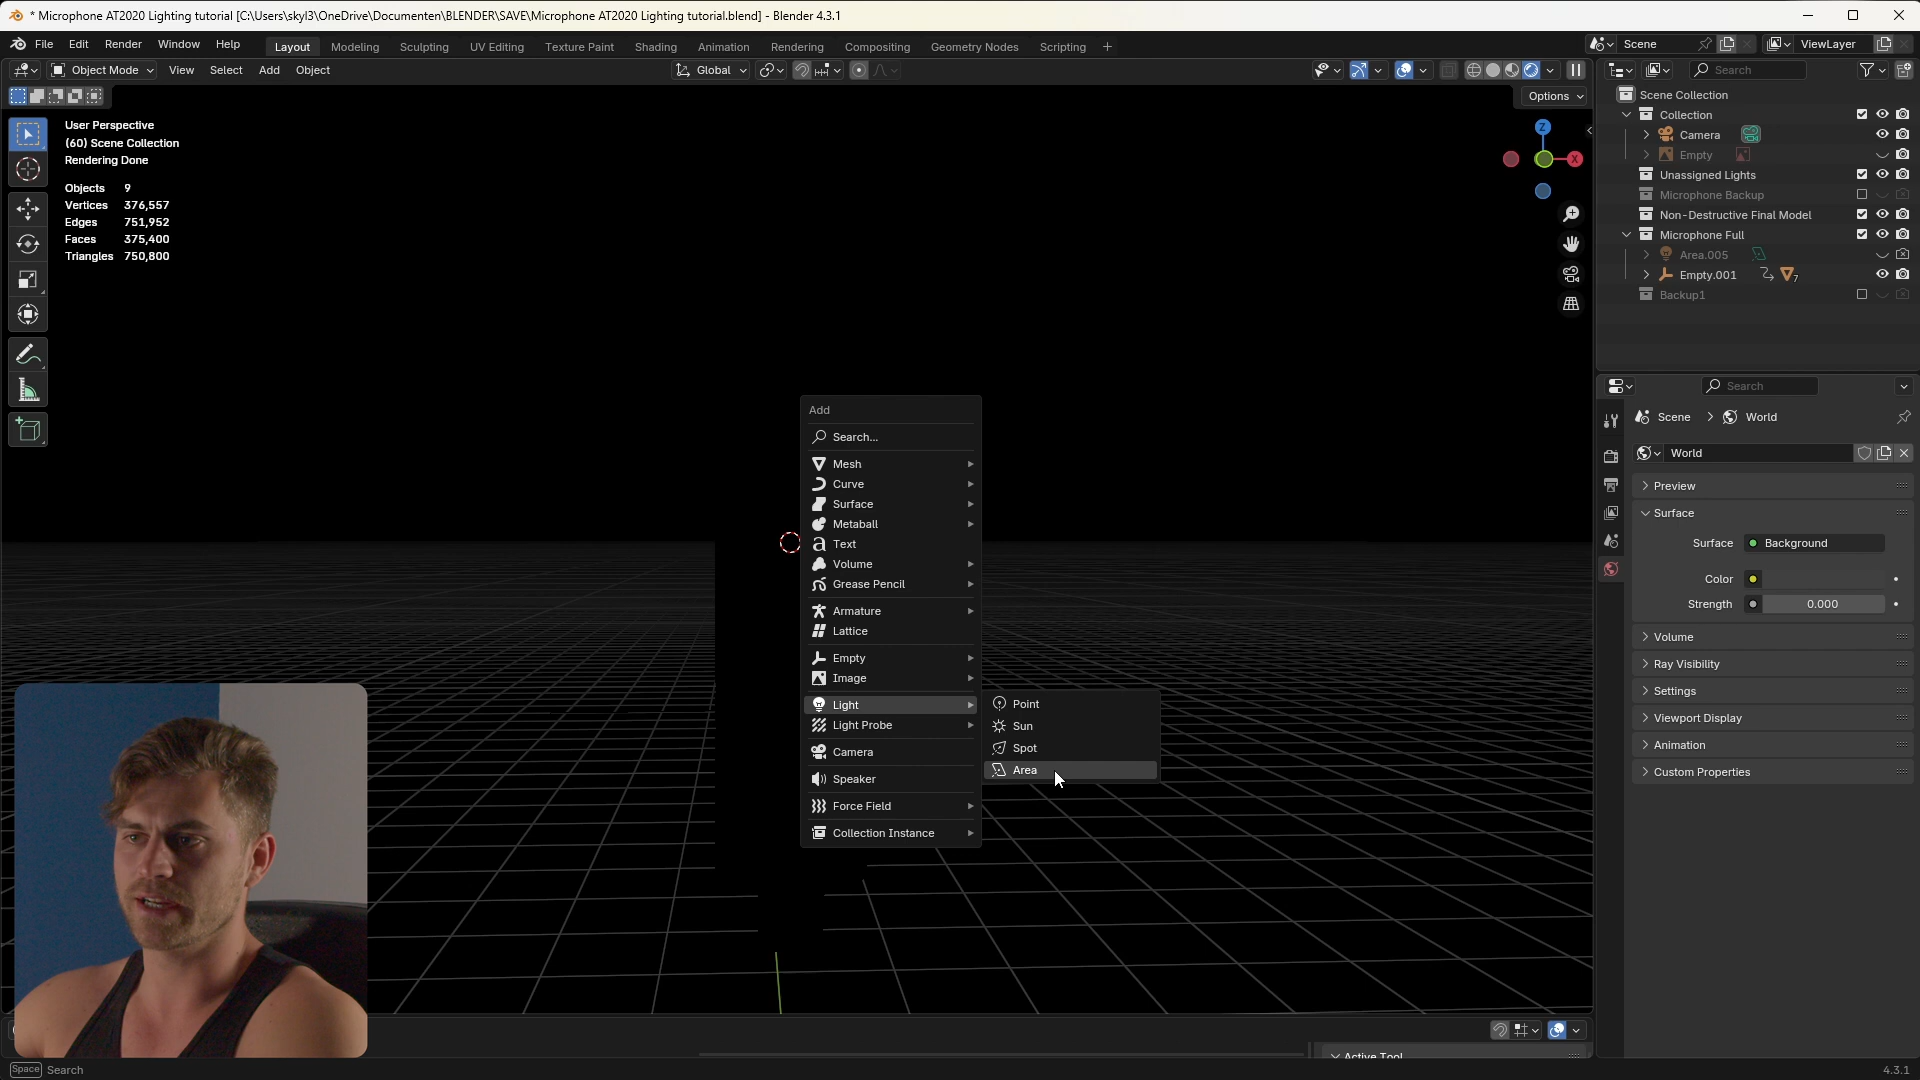 * Microphone AT2020 Lighting tutorial [C:\Users\skyl3\OneDrive\Documenten\BLENDER\SAVE\Microphone AT2020 Lighting tutorial.blend] - Blender 4.3.1
File Edit Render Window Help Layout Modeling Sculpting UV Editing Texture Paint Shading Animation Rendering Compositing Geometry Nodes Scripting + Scene ViewLayer
Object Mode View Select Add Object Global Search
Options
User Perspective
(60) Scene Collection
Rendering Done
Objects 9
Vertices 376,557
Edges 751,952
Faces 375,400
Triangles 750,800
Z
X
Add
Search...
Mesh
Curve
Surface
Metaball
Text
Volume
Grease Pencil
Armature
Lattice
Empty
Image
Light
Light Probe
Camera
Speaker
Force Field
Collection Instance
Point
Sun
Spot
Area
Scene Collection
Collection
Camera
Empty
Unassigned Lights
Microphone Backup
Non-Destructive Final Model
Microphone Full
Area.005
Empty.001 7
Backup1
Search
Scene > World
World
Preview
Surface
Surface Background
Color
Strength 0.000
Volume
Ray Visibility
Settings
Viewport Display
Animation
Custom Properties
Active Tool
Space Search
4.3.1